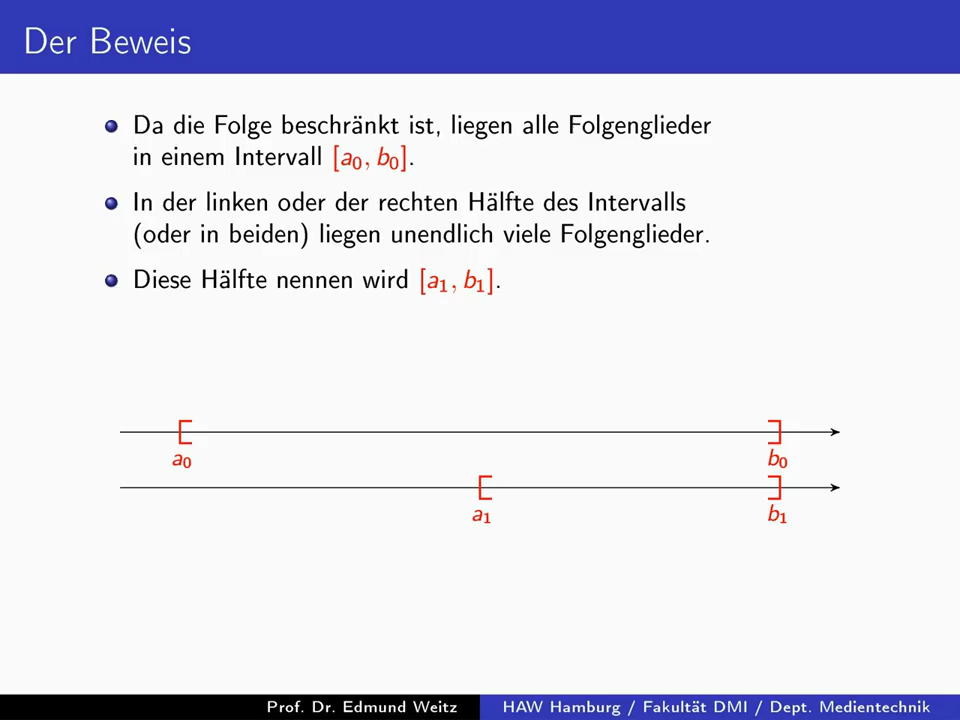 Der Beweis
Da die Folge beschränkt ist, liegen alle Folgenglieder
in einem Intervall [a₀, b₀].
In der linken oder der rechten Hälfte des Intervalls
(oder in beiden) liegen unendlich viele Folgenglieder.
Diese Hälfte nennen wird [a₁, b₁].
a₀ b₀
a₁ b₁
Prof. Dr. Edmund Weitz HAW Hamburg / Fakultät DMI / Dept. Medientechnik